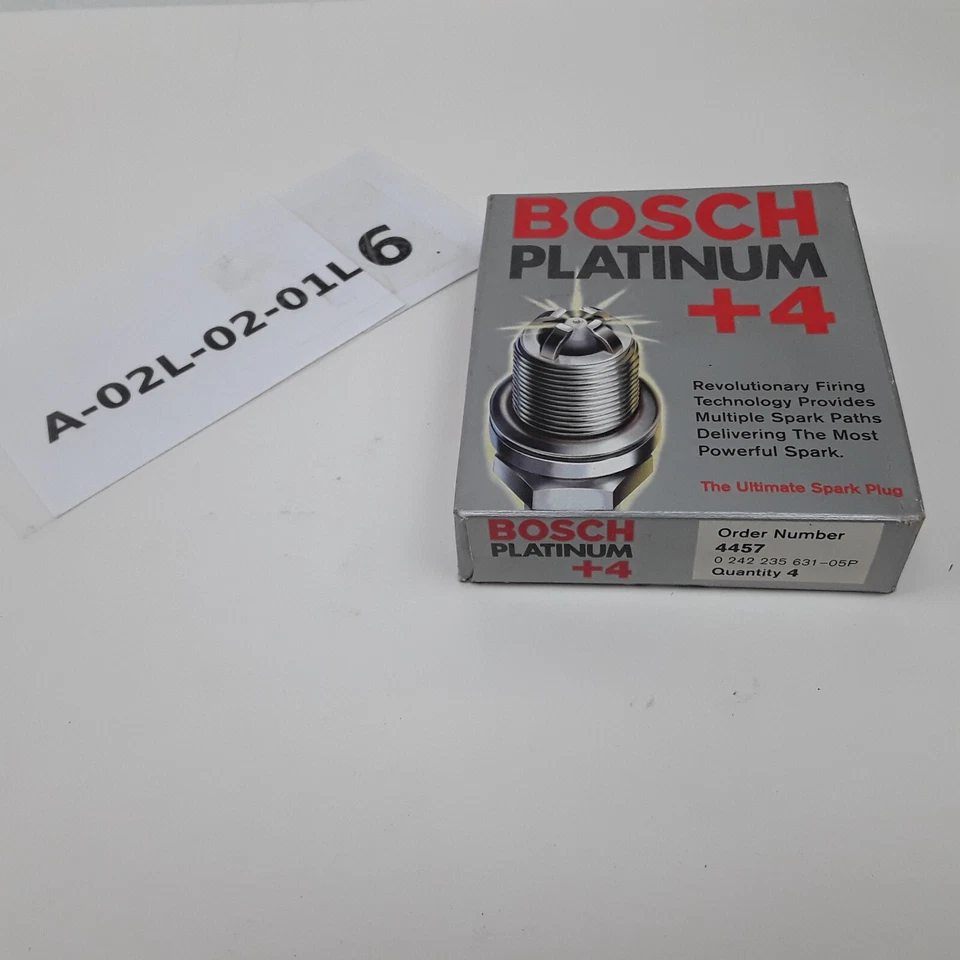 A-02L-02-01L6
BOSCH
PLATINUM
+4
Revolutionary Firing
Technology Provides
Multiple Spark Paths
Delivering The Most
Powerful Spark.
The Ultimate Spark Plug
BOSCH
PLATINUM
+4
Order Number
4457
0 242 235 631-05P
Quantity 4